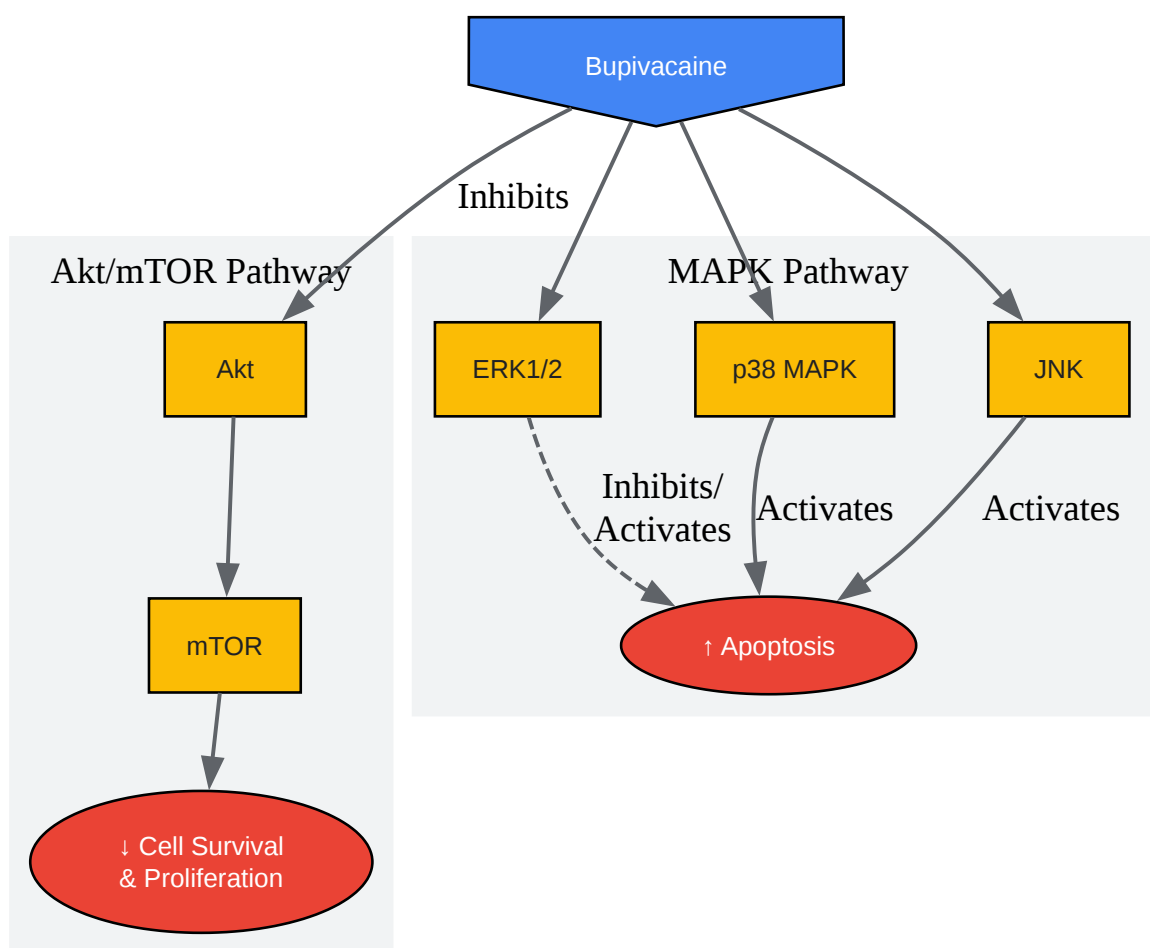 Bupivacaine
Inhibits
Akt/mTOR Pathway
MAPK Pathway
Akt
ERK1/2
p38 MAPK
JNK
Inhibits/
Activates
Activates
Activates
mTOR
↑ Apoptosis
↓ Cell Survival
& Proliferation